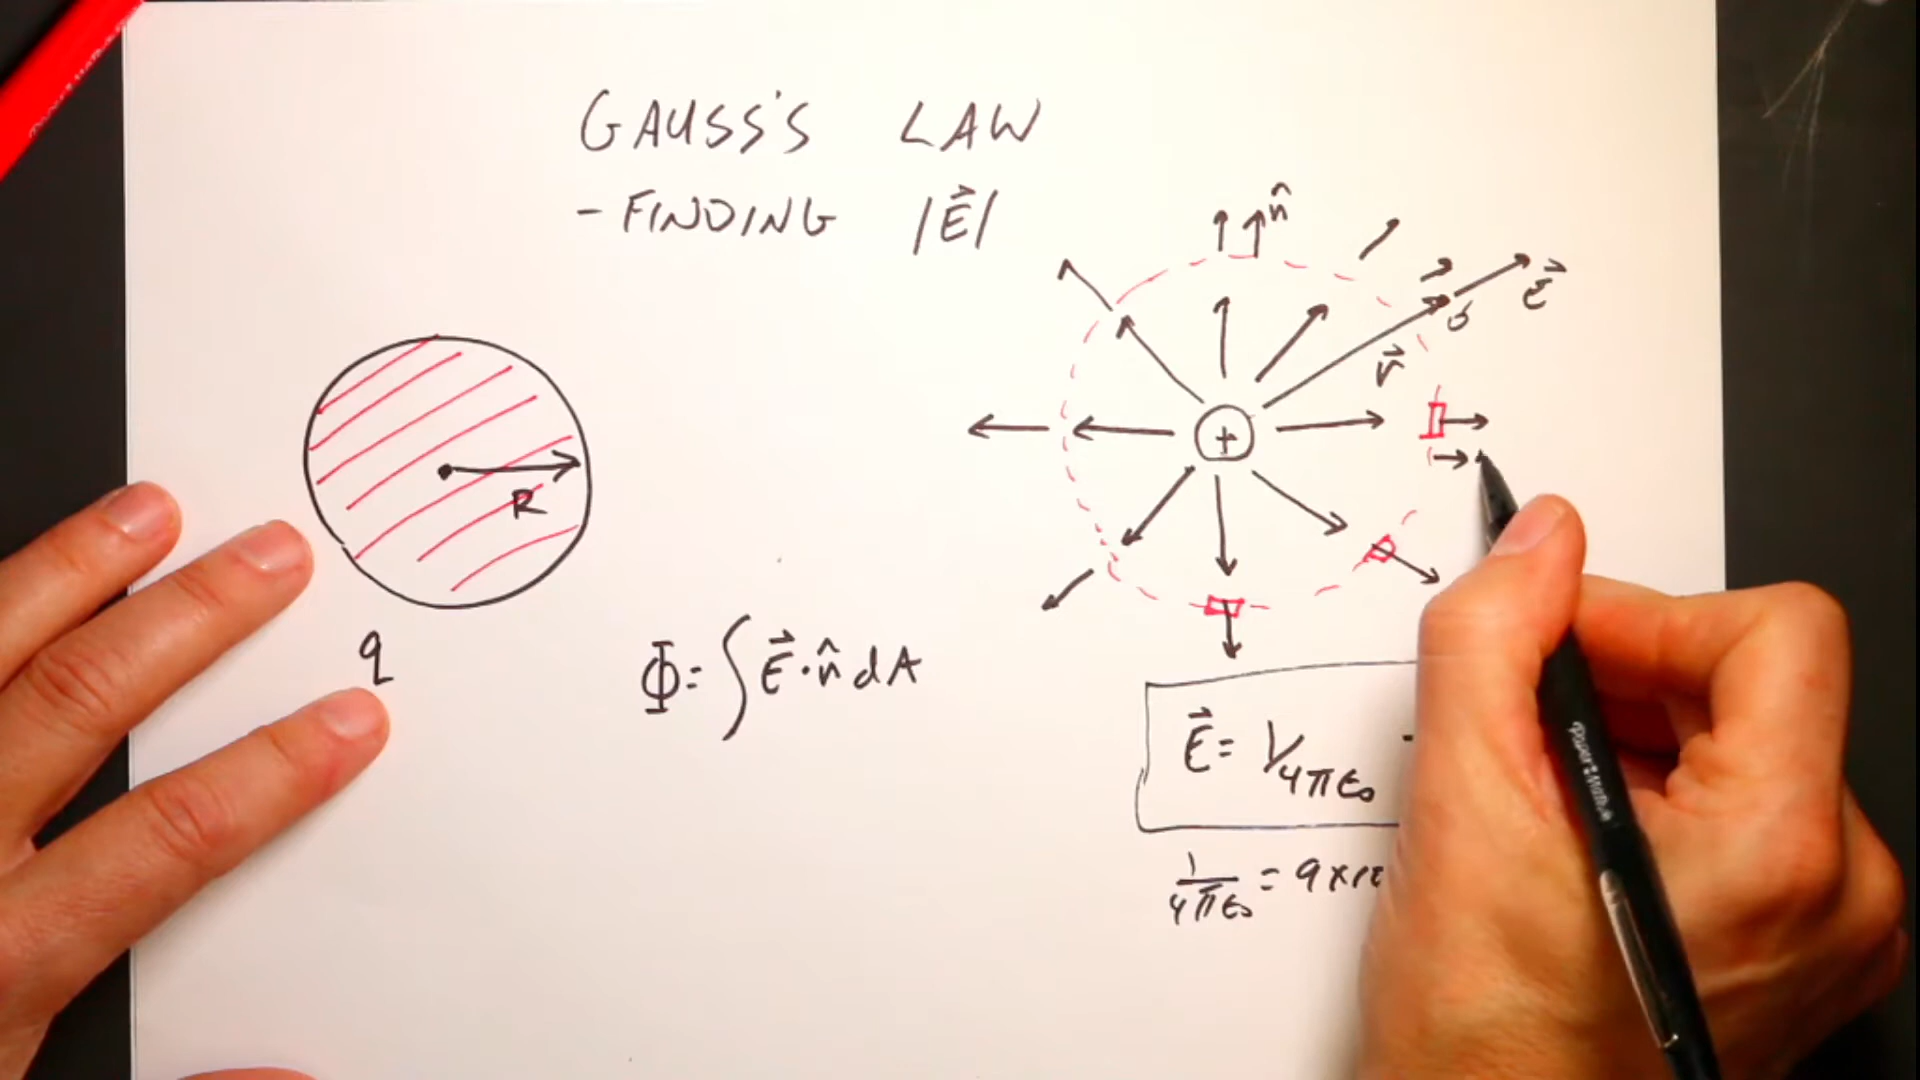 GAUSS'S LAW
- FINDING |E⃗|
n̂
E⃗
r⃗
+
R
q
Φ = ∫ E⃗ · n̂ dA
E⃗ = 1/4πε₀
1/4πε₀ = 9 x 10